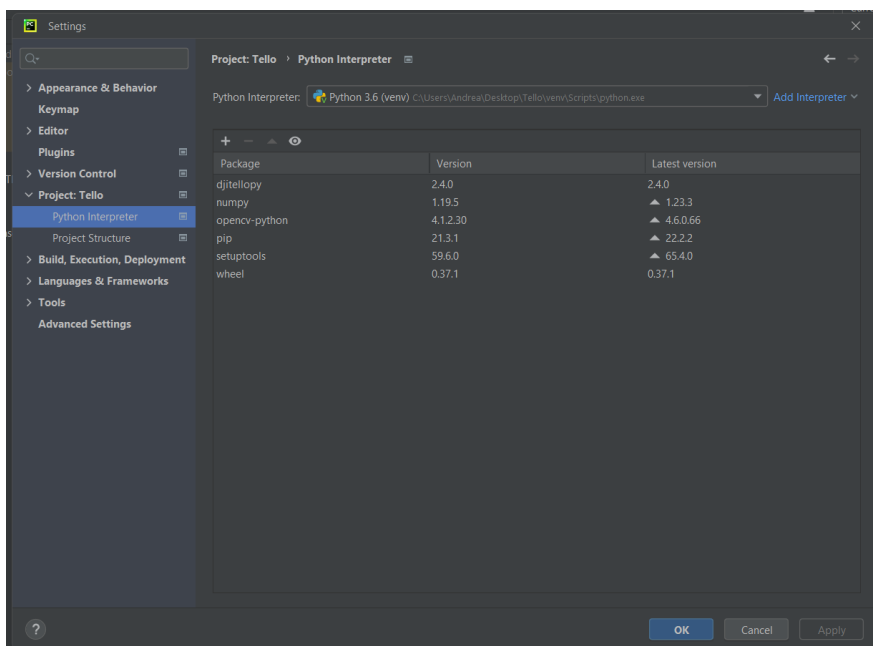 PC
Settings
Project: Tello › Python Interpreter
Appearance & Behavior
Keymap
Editor
Plugins
Version Control
Project: Tello
Python Interpreter
Project Structure
Build, Execution, Deployment
Languages & Frameworks
Tools
Advanced Settings
Python Interpreter: Python 3.6 (venv) C:\Users\Andrea\Desktop\Tello\venv\Scripts\python.exe Add Interpreter
Package Version Latest version
djitellopy 2.4.0 2.4.0
numpy 1.19.5 1.23.3
opencv-python 4.1.2.30 4.6.0.66
pip 21.3.1 22.2.2
setuptools 59.6.0 65.4.0
wheel 0.37.1 0.37.1
? OK Cancel Apply